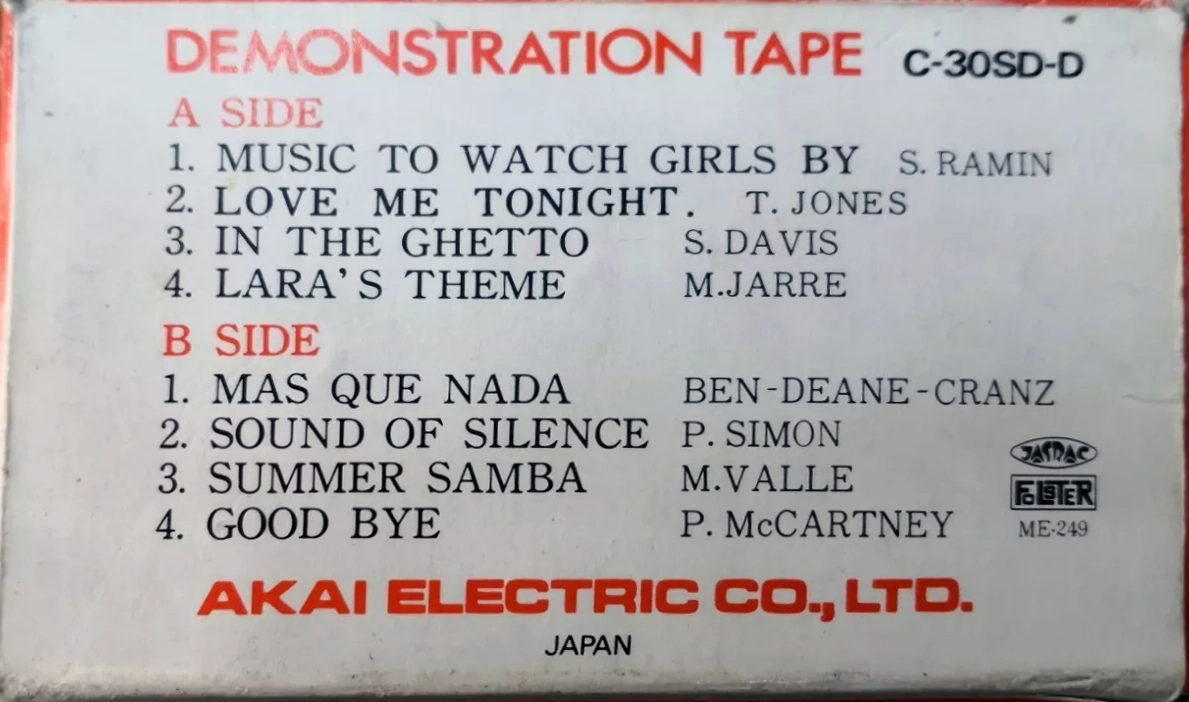 DEMONSTRATION TAPE C-30SD-D
A SIDE
1. MUSIC TO WATCH GIRLS BY S. RAMIN
2. LOVE ME TONIGHT. T. JONES
3. IN THE GHETTO S. DAVIS
4. LARA'S THEME M.JARRE
B SIDE
1. MAS QUE NADA BEN-DEANE-CRANZ
2. SOUND OF SILENCE P. SIMON
3. SUMMER SAMBA M.VALLE
4. GOOD BYE P. McCARTNEY
JASRAC
FOLSTER
ME-249
AKAI ELECTRIC CO., LTD.
JAPAN